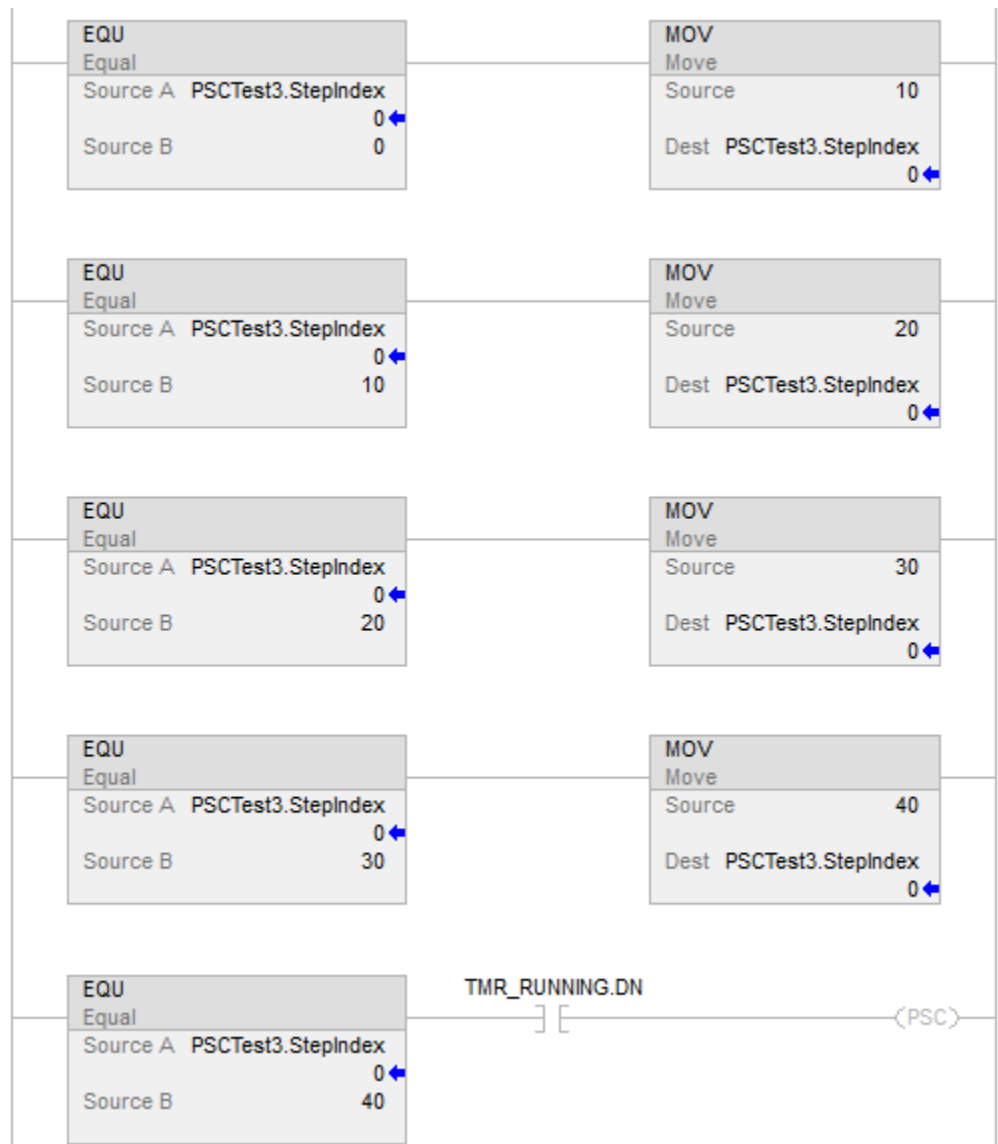 EQU
Equal
Source A PSCTest3.StepIndex
0
Source B 0
MOV
Move
Source 10
Dest PSCTest3.StepIndex
0
EQU
Equal
Source A PSCTest3.StepIndex
0
Source B 10
MOV
Move
Source 20
Dest PSCTest3.StepIndex
0
EQU
Equal
Source A PSCTest3.StepIndex
0
Source B 20
MOV
Move
Source 30
Dest PSCTest3.StepIndex
0
EQU
Equal
Source A PSCTest3.StepIndex
0
Source B 30
MOV
Move
Source 40
Dest PSCTest3.StepIndex
0
EQU
Equal
Source A PSCTest3.StepIndex
0
Source B 40
TMR_RUNNING.DN
(PSC)